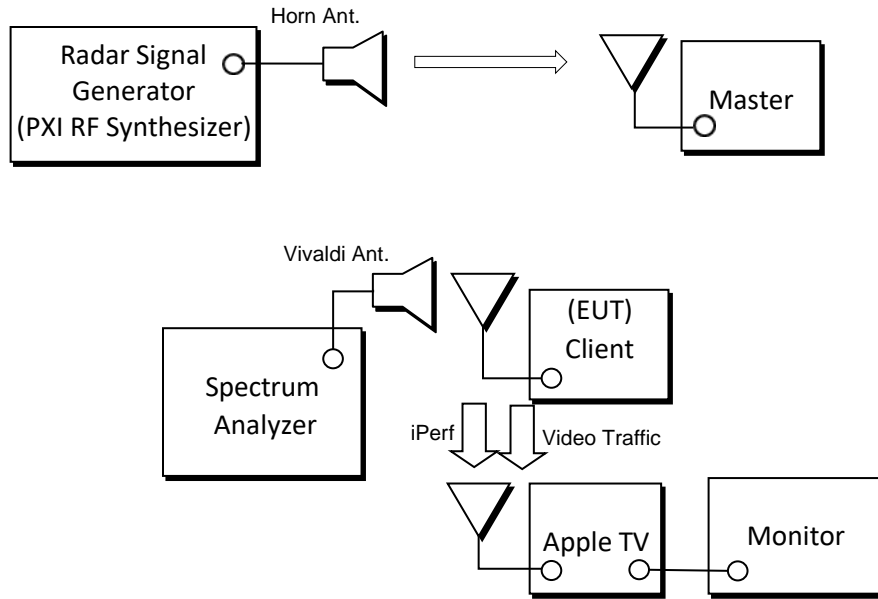 Horn Ant.
Radar Signal
Generator
(PXI RF Synthesizer)
Master
Vivaldi Ant.
(EUT)
Client
Spectrum
Analyzer
iPerf
Video Traffic
Apple TV
Monitor